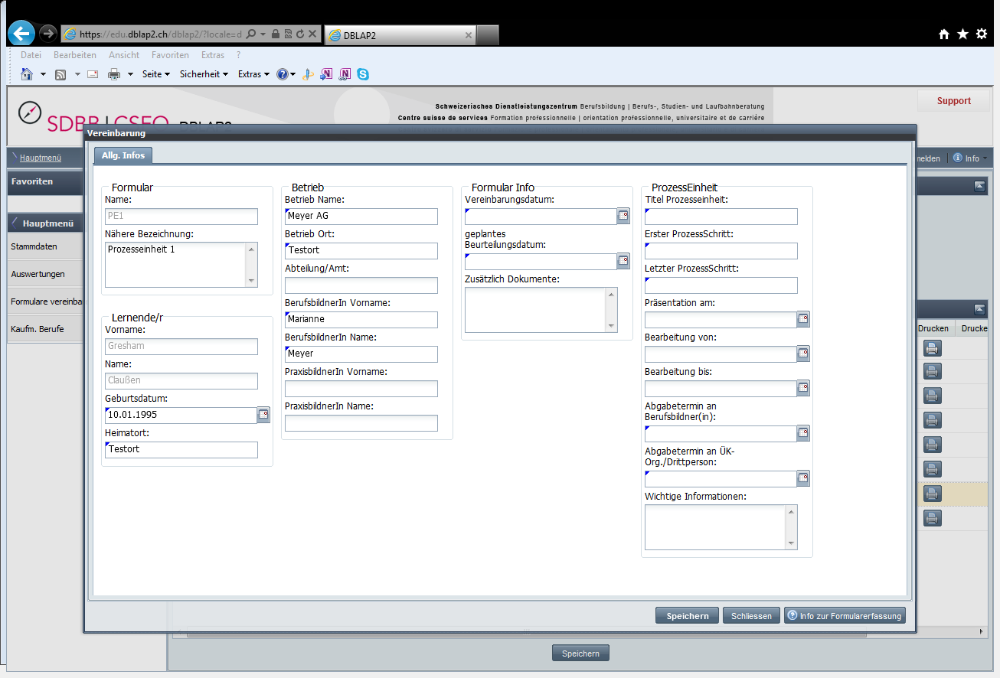 https://edu.dblap2.ch/dblap2/?locale=d
DBLAP2
Datei Bearbeiten Ansicht Favoriten Extras ?
Seite Sicherheit Extras
Schweizerisches Dienstleistungszentrum Berufsbildung | Berufs-, Studien- und Laufbahnberatung
Centre suisse de services Formation professionnelle | orientation professionnelle, universitaire et de carrière
Support
SDBB | CSFO DBLAP2
Vereinbarung
Hauptmenü
Allg. Infos
nelden Info
Favoriten
Hauptmenü
Stammdaten
Auswertungen
Formulare vereinba
Kaufm. Berufe
Formular
Name:
PE1
Nähere Bezeichnung:
Prozesseinheit 1
Lernende/r
Vorname:
Gresham
Name:
Claußen
Geburtsdatum:
10.01.1995
Heimatort:
Testort
Betrieb
Betrieb Name:
Meyer AG
Betrieb Ort:
Testort
Abteilung/Amt:
BerufsbildnerIn Vorname:
Marianne
BerufsbildnerIn Name:
Meyer
PraxisbildnerIn Vorname:
PraxisbildnerIn Name:
Formular Info
Vereinbarungsdatum:
geplantes
Beurteilungsdatum:
Zusätzlich Dokumente:
ProzessEinheit
Titel Prozesseinheit:
Erster ProzessSchritt:
Letzter ProzessSchritt:
Präsentation am:
Bearbeitung von:
Bearbeitung bis:
Abgabetermin an
Berufsbildner(in):
Abgabetermin an ÜK-
Org./Drittperson:
Wichtige Informationen:
Drucken Drucke
Speichern Schliessen Info zur Formularerfassung
Speichern